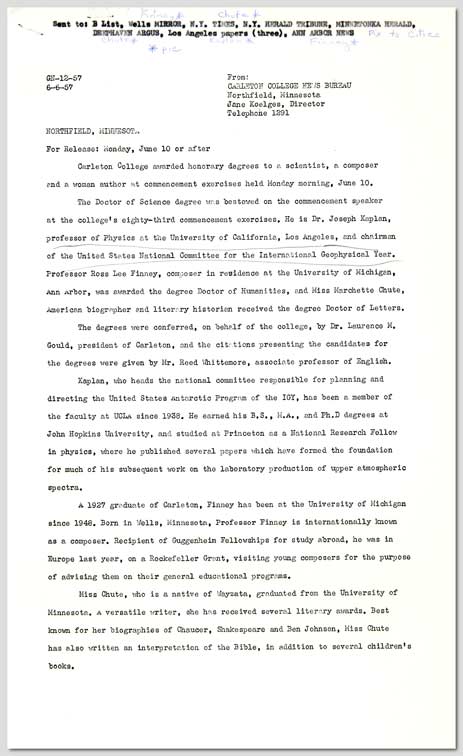 Kinney* Chute*
Sent to: B List, Wells MIRROR, N.Y. TIMES, N.Y. HERALD TRIBUNE, MINNETONKA HERALD,
DEEPHAVEN ARGUS, Los Angeles papers (three), ANN ARBOR NEWS
* pic
Finney*
GN-12-57
6-6-57
From:
CARLETON COLLEGE NEWS BUREAU
Northfield, Minnesota
Jane Koelges, Director
Telephone 1291
NORTHFIELD, MINNESOTA
For Release: Monday, June 10 or after
Carleton College awarded honorary degrees to a scientist, a composer
and a woman author at commencement exercises held Monday morning, June 10.
The Doctor of Science degree was bestowed on the commencement speaker
at the college's eighty-third commencement exercises. He is Dr. Joseph Kaplan,
professor of Physics at the University of California, Los Angeles, and chairman
of the United States National Committee for the International Geophysical Year.
Professor Ross Lee Finney, composer in residence at the University of Michigan,
Ann Arbor, was awarded the degree Doctor of Humanities, and Miss Marchette Chute,
American biographer and literary historian received the degree Doctor of Letters.
The degrees were conferred, on behalf of the college, by Dr. Laurence M.
Gould, president of Carleton, and the citations presenting the candidates for
the degrees were given by Mr. Reed Whittemore, associate professor of English.
Kaplan, who heads the national committee responsible for planning and
directing the United States Antarctic Program of the IGY, has been a member of
the faculty at UCLA since 1938. He earned his B.S., M.A., and Ph.D degrees at
John Hopkins University, and studied at Princeton as a National Research Fellow
in physics, where he published several papers which have formed the foundation
for much of his subsequent work on the laboratory production of upper atmospheric
spectra.
A 1927 graduate of Carleton, Finney has been at the University of Michigan
since 1948. Born in Wells, Minnesota, Professor Finney is internationally known
as a composer. Recipient of Guggenheim Fellowships for study abroad, he was in
Europe last year, on a Rockefeller Grant, visiting young composers for the purpose
of advising them on their general educational programs.
Miss Chute, who is a native of Wayzata, graduated from the University of
Minnesota. A versatile writer, she has received several literary awards. Best
known for her biographies of Chaucer, Shakespeare and Ben Johnson, Miss Chute
has also written an interpretation of the Bible, in addition to several children's
books.